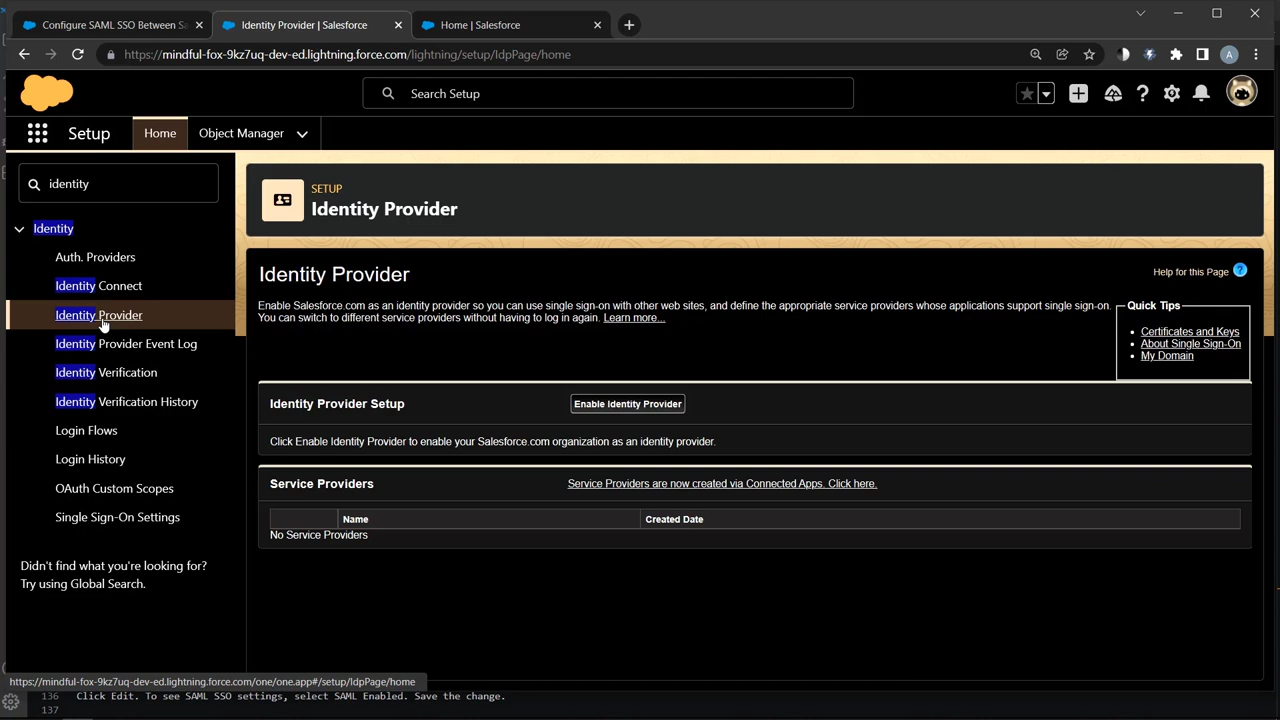 Configure SAML SSO Between Sa
Identity Provider | Salesforce
Home | Salesforce
https://mindful-fox-9kz7uq-dev-ed.lightning.force.com/lightning/setup/IdpPage/home
A
Search Setup
Setup
Home
Object Manager
identity
Identity
Auth. Providers
Identity Connect
Identity Provider
Identity Provider Event Log
Identity Verification
Identity Verification History
Login Flows
Login History
OAuth Custom Scopes
Single Sign-On Settings
Didn't find what you're looking for?
Try using Global Search.
SETUP
Identity Provider
Identity Provider
Help for this Page ?
Enable Salesforce.com as an identity provider so you can use single sign-on with other web sites, and define the appropriate service providers whose applications support single sign-on.
You can switch to different service providers without having to log in again. Learn more...
Quick Tips
• Certificates and Keys
• About Single Sign-On
• My Domain
Identity Provider Setup
Enable Identity Provider
Click Enable Identity Provider to enable your Salesforce.com organization as an identity provider.
Service Providers
Service Providers are now created via Connected Apps. Click here.
Name
Created Date
No Service Providers
https://mindful-fox-9kz7uq-dev-ed.lightning.force.com/one/one.app#/setup/IdpPage/home
136 Click Edit. To see SAML SSO settings, select SAML Enabled. Save the change.
137